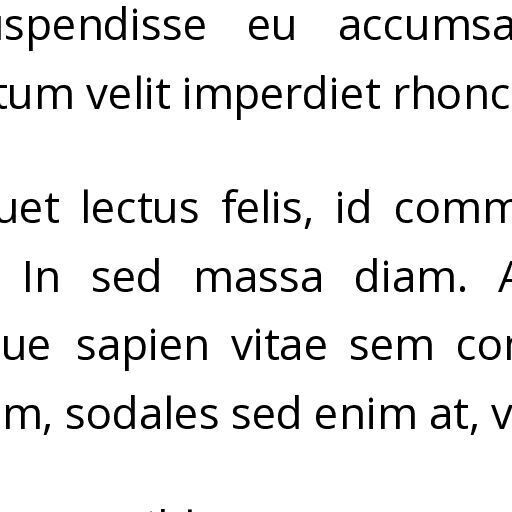 uspendisse eu accumsa
tum velit imperdiet rhonc
uet lectus felis, id comm
In sed massa diam. A
ue sapien vitae sem con
m, sodales sed enim at, v